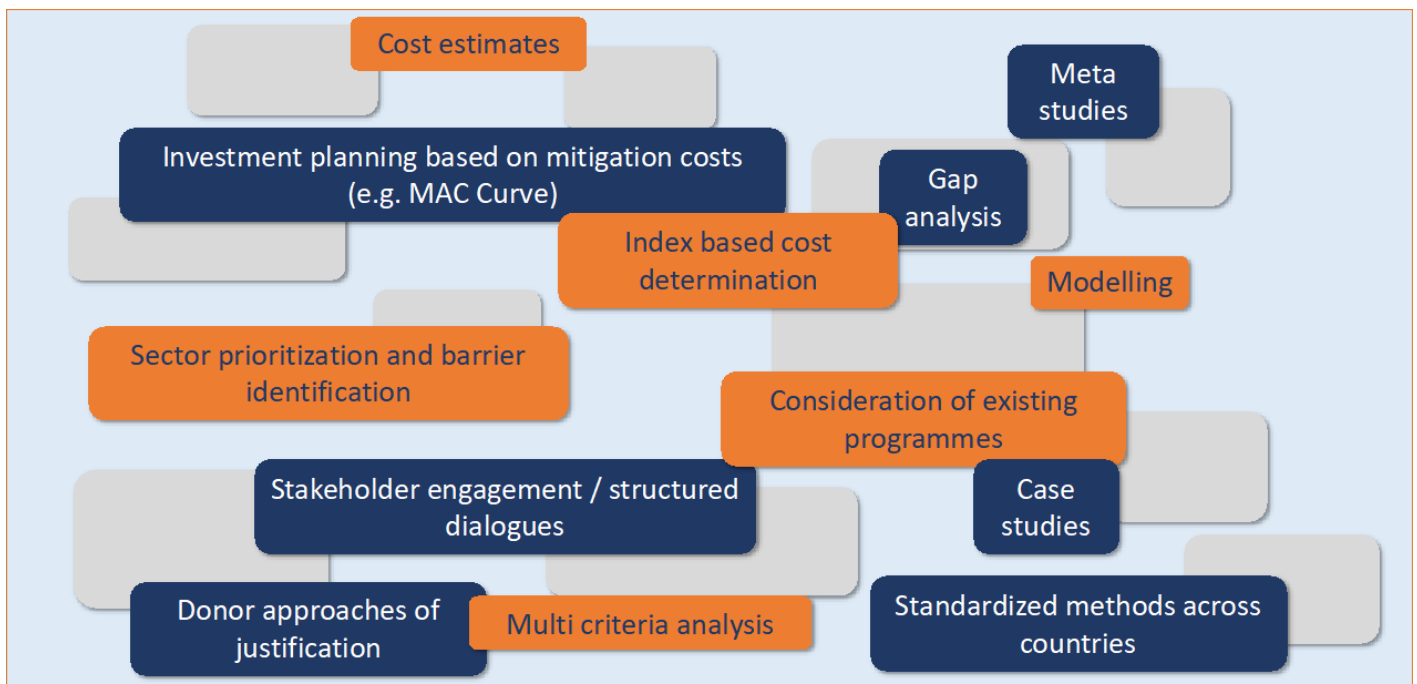 Cost estimates
Meta
studies
Investment planning based on mitigation costs
(e.g. MAC Curve)
Gap
analysis
Index based cost
determination
Modelling
Sector prioritization and barrier
identification
Consideration of existing
programmes
Stakeholder engagement / structured
dialogues
Case
studies
Donor approaches of
justification
Multi criteria analysis
Standardized methods across
countries